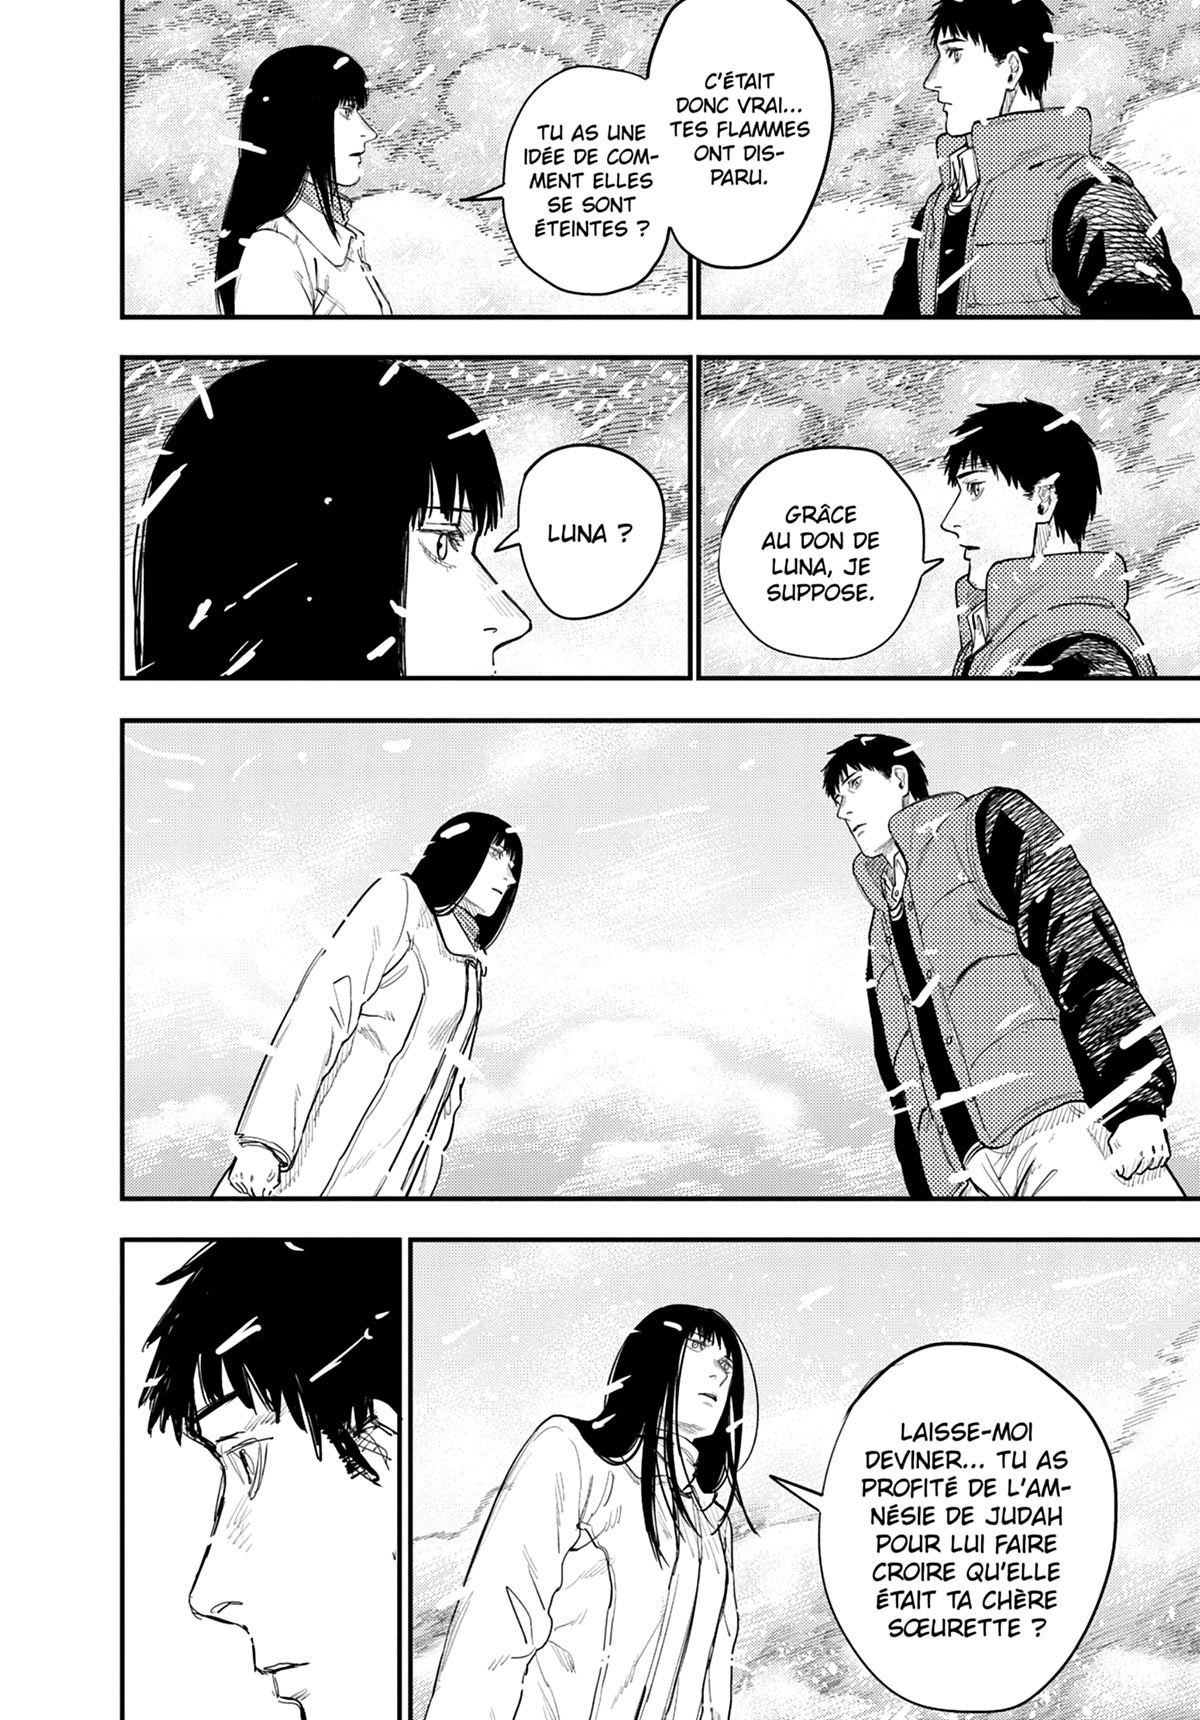 C'ÉTAIT
DONC VRAI...
TES FLAMMES
ONT DIS-
PARU.
TU AS UNE
IDÉE DE COM-
MENT ELLES
SE SONT
ÉTEINTES ?
GRÂCE
AU DON DE
LUNA, JE
SUPPOSE.
LUNA ?
LAISSE-MOI
DEVINER... TU AS
PROFITÉ DE L'AM-
NÉSIE DE JUDAH
POUR LUI FAIRE
CROIRE QU'ELLE
ÉTAIT TA CHÈRE
SŒURETTE ?